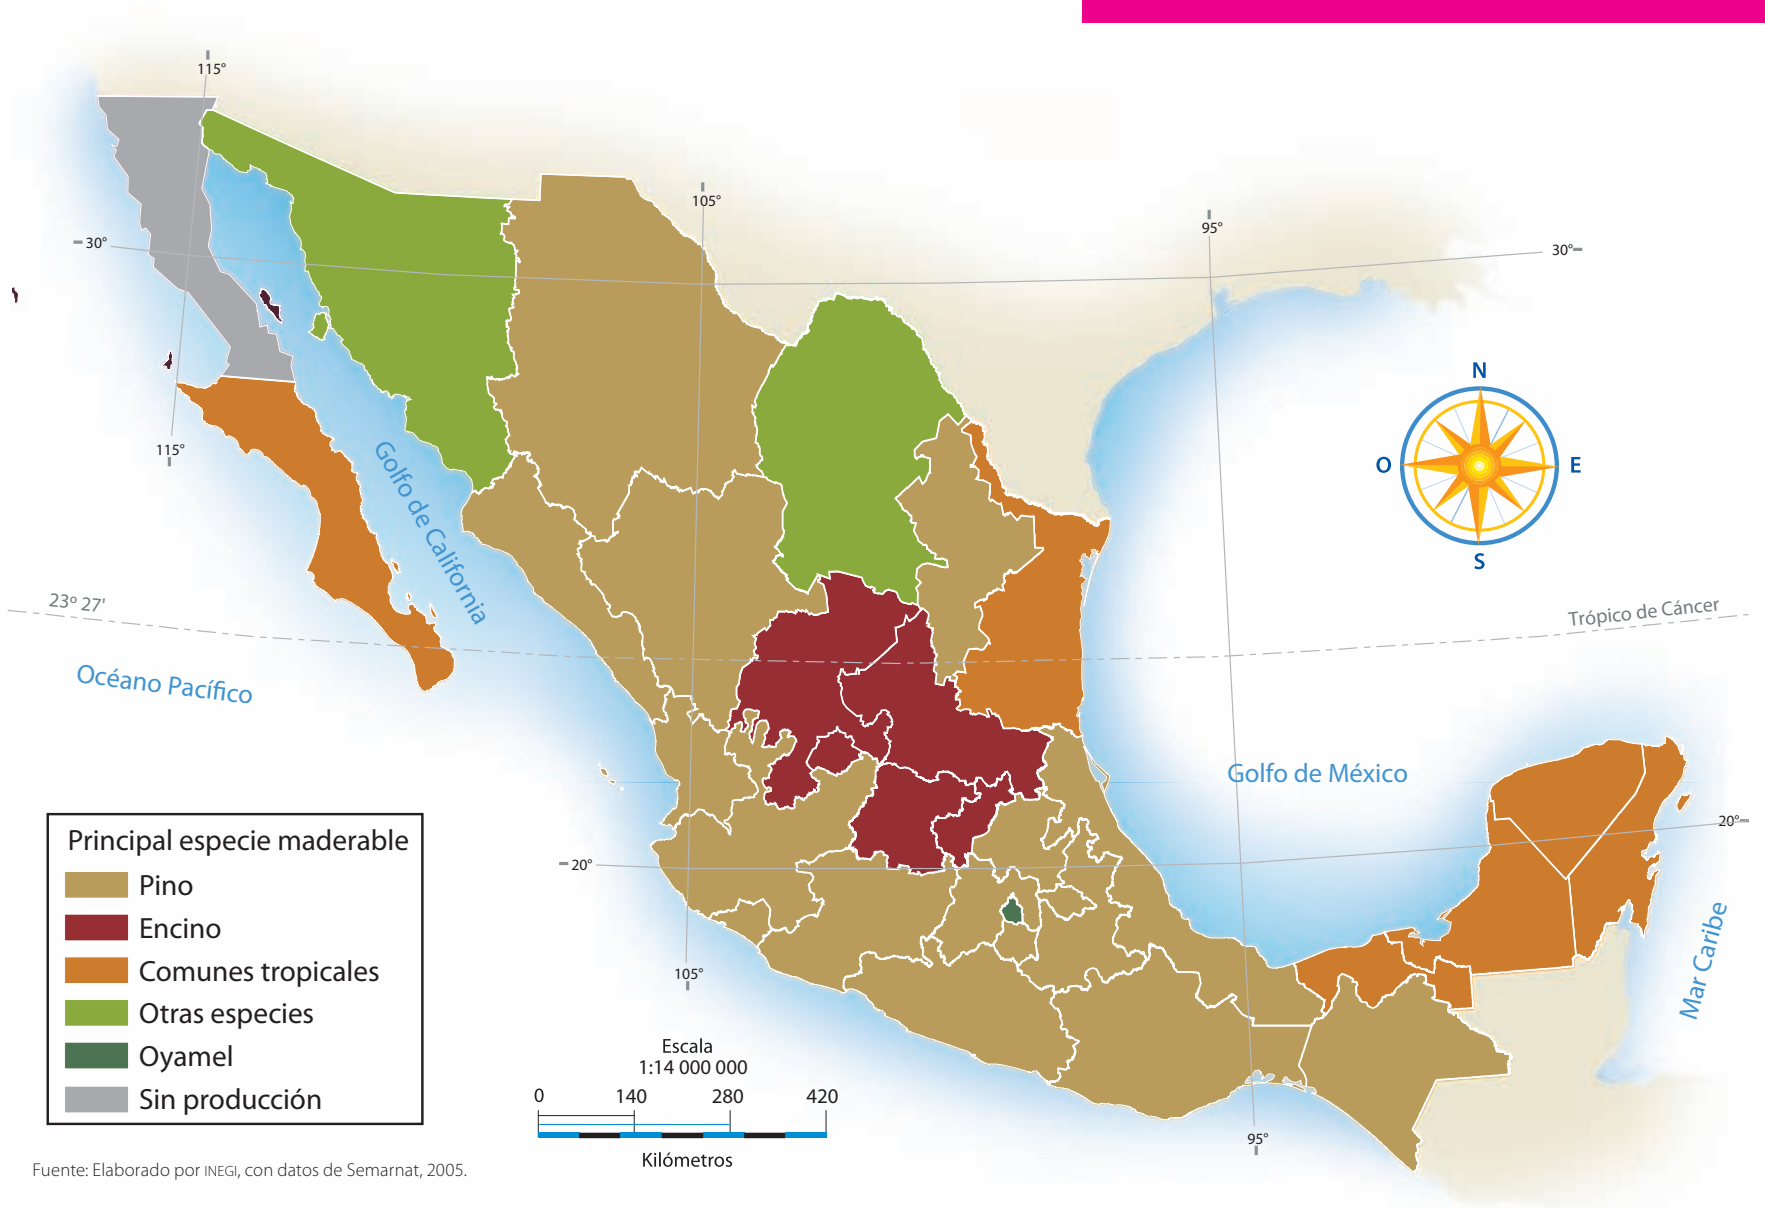 115°
105°
95°
30°
30°
N
O
E
S
115°
Golfo de California
23º 27'
Trópico de Cáncer
Océano Pacífico
Golfo de México
20°
20°
Mar Caribe
Principal especie maderable
Pino
Encino
Comunes tropicales
Otras especies
Oyamel
Sin producción
105°
Escala
1:14 000 000
0 140 280 420
Kilómetros
95°
Fuente: Elaborado por INEGI, con datos de Semarnat, 2005.